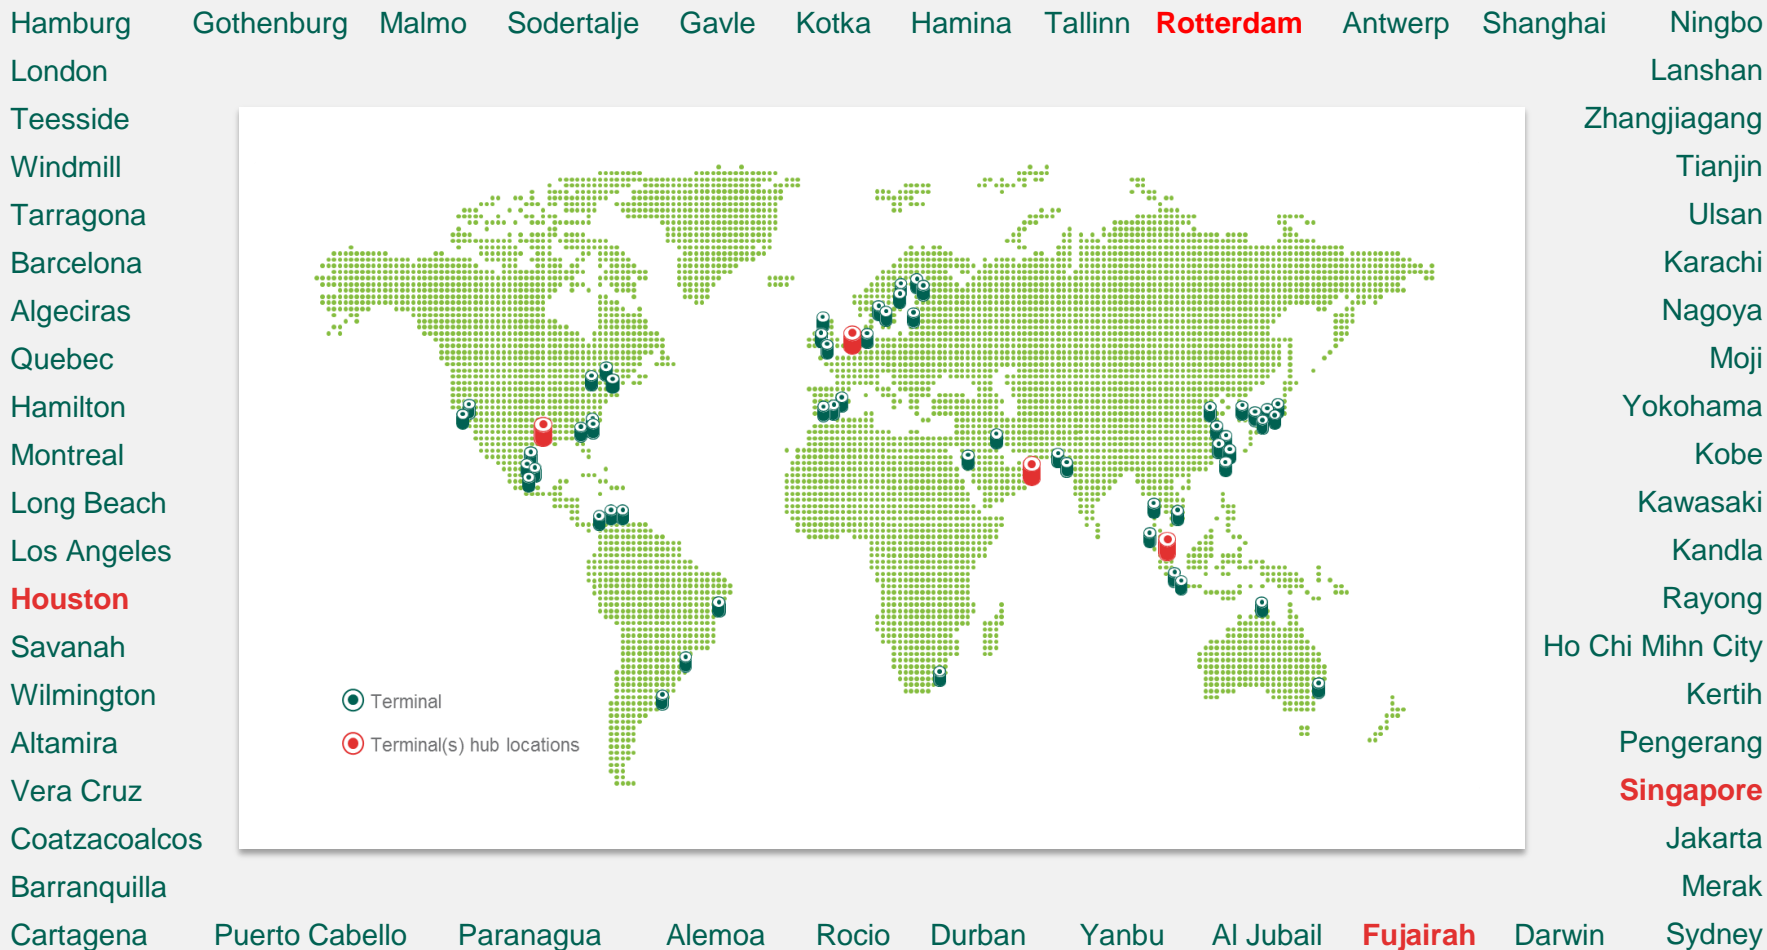 Hamburg Gothenburg Malmo Sodertalje Gavle Kotka Hamina Tallinn Rotterdam Antwerp Shanghai Ningbo
London
Lanshan
Teesside
Zhangjiagang
Windmill
Tianjin
Tarragona
Ulsan
Barcelona
Karachi
Algeciras
Nagoya
Quebec
Moji
Hamilton
Yokohama
Montreal
Kobe
Long Beach
Kawasaki
Los Angeles
Kandla
Houston
Rayong
Savanah
Ho Chi Mihn City
Wilmington
Terminal
Kertih
Altamira
Terminal(s) hub locations
Pengerang
Vera Cruz
Singapore
Coatzacoalcos
Jakarta
Barranquilla
Merak
Cartagena Puerto Cabello Paranagua Alemoa Rocio Durban Yanbu Al Jubail Fujairah Darwin Sydney